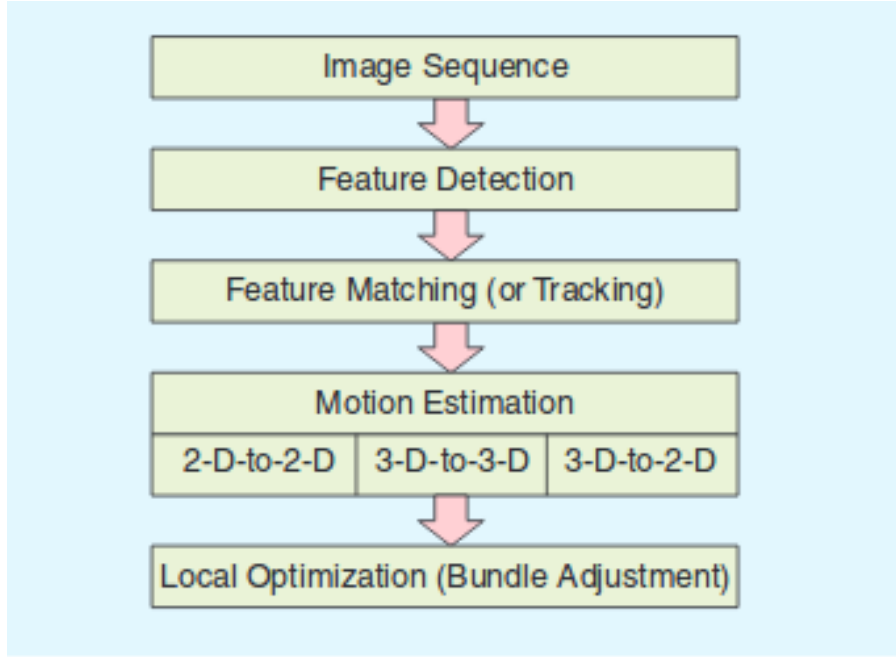 Image Sequence
Feature Detection
Feature Matching (or Tracking)
Motion Estimation
2-D-to-2-D 3-D-to-3-D 3-D-to-2-D
Local Optimization (Bundle Adjustment)